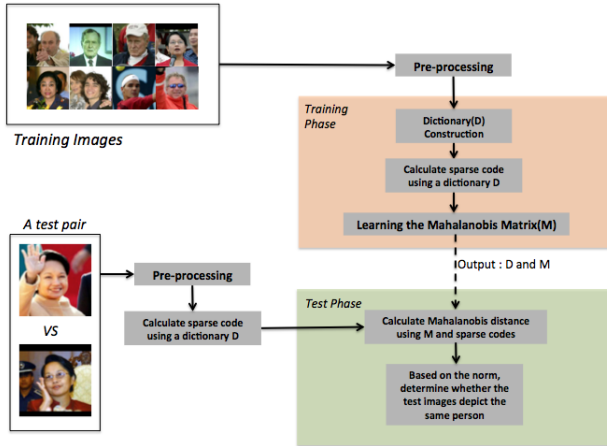 Training Images
Pre-processing
Training
Phase
Dictionary(D)
Construction
Calculate sparse code
using a dictionary D
Learning the Mahalanobis Matrix(M)
Output : D and M
A test pair
VS
Pre-processing
Calculate sparse code
using a dictionary D
Test Phase
Calculate Mahalanobis distance
using M and sparse codes
Based on the norm,
determine whether the
test images depict the
same person